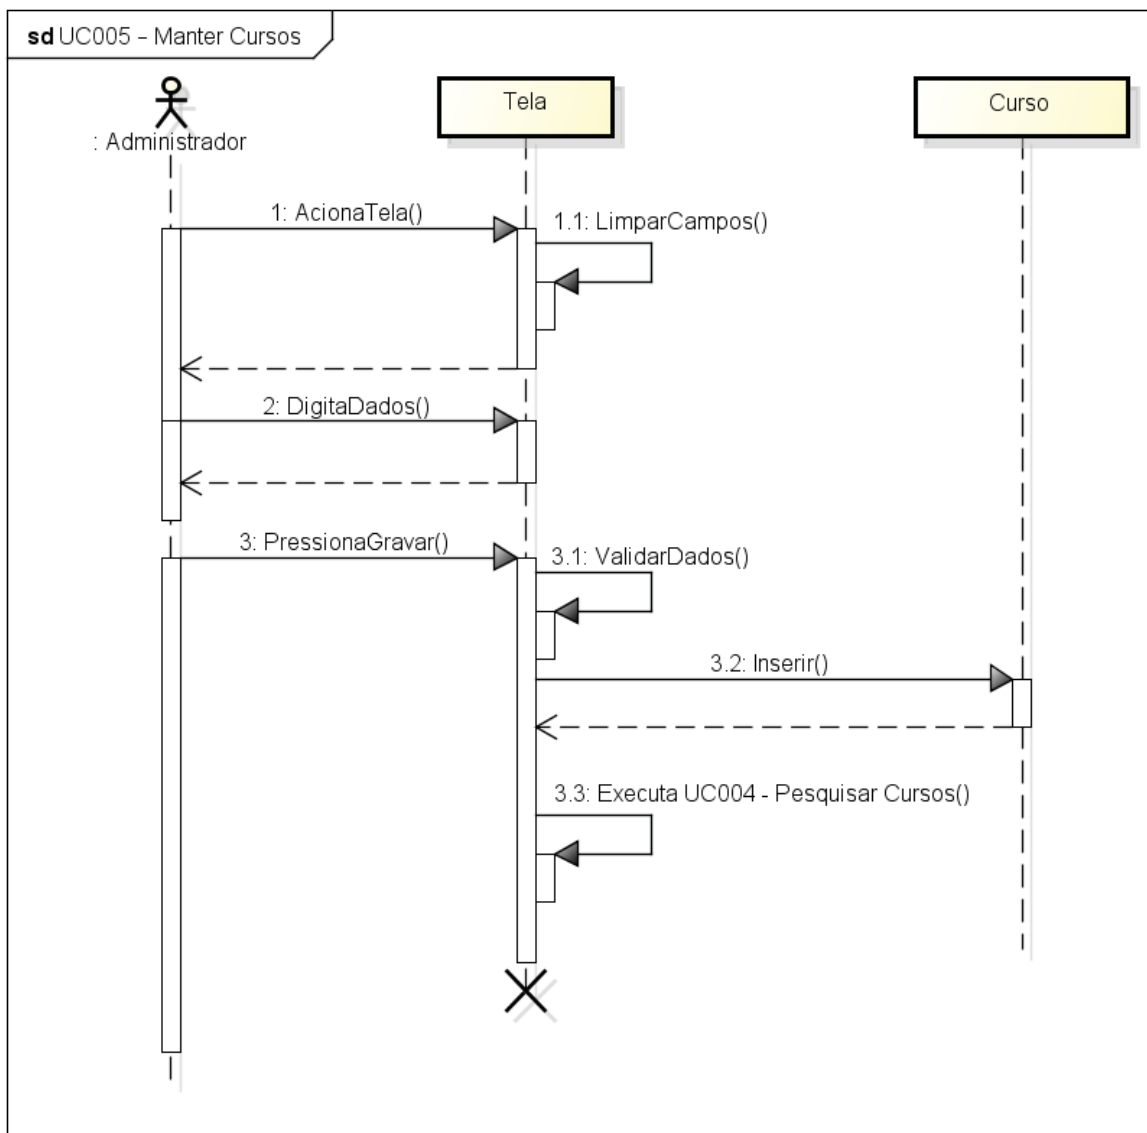 sd UC005 - Manter Cursos
: Administrador
Tela
Curso
1: AcionaTela()
1.1: LimparCampos()
2: DigitaDados()
3: PressionaGravar()
3.1: ValidarDados()
3.2: Inserir()
3.3: Executa UC004 - Pesquisar Cursos()